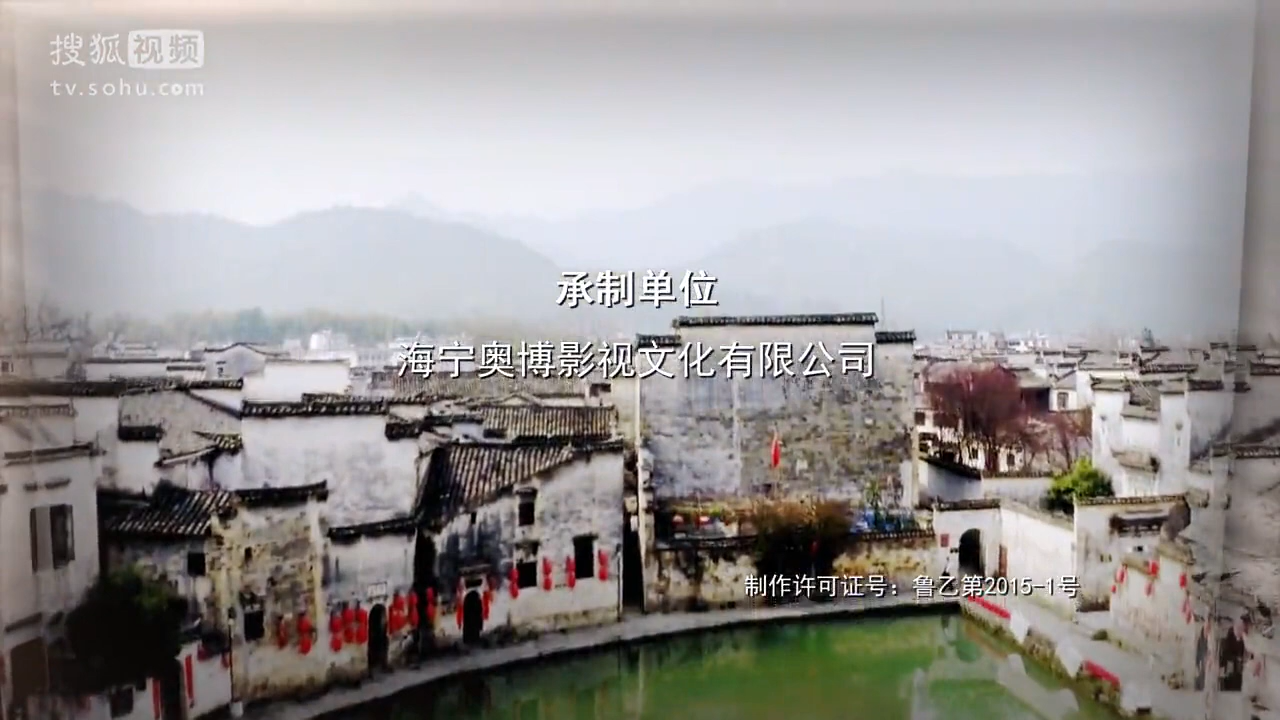 搜狐视频
tv.sohu.com
承制单位
海宁奥博影视文化有限公司
制作许可证号：鲁乙第2015-1号